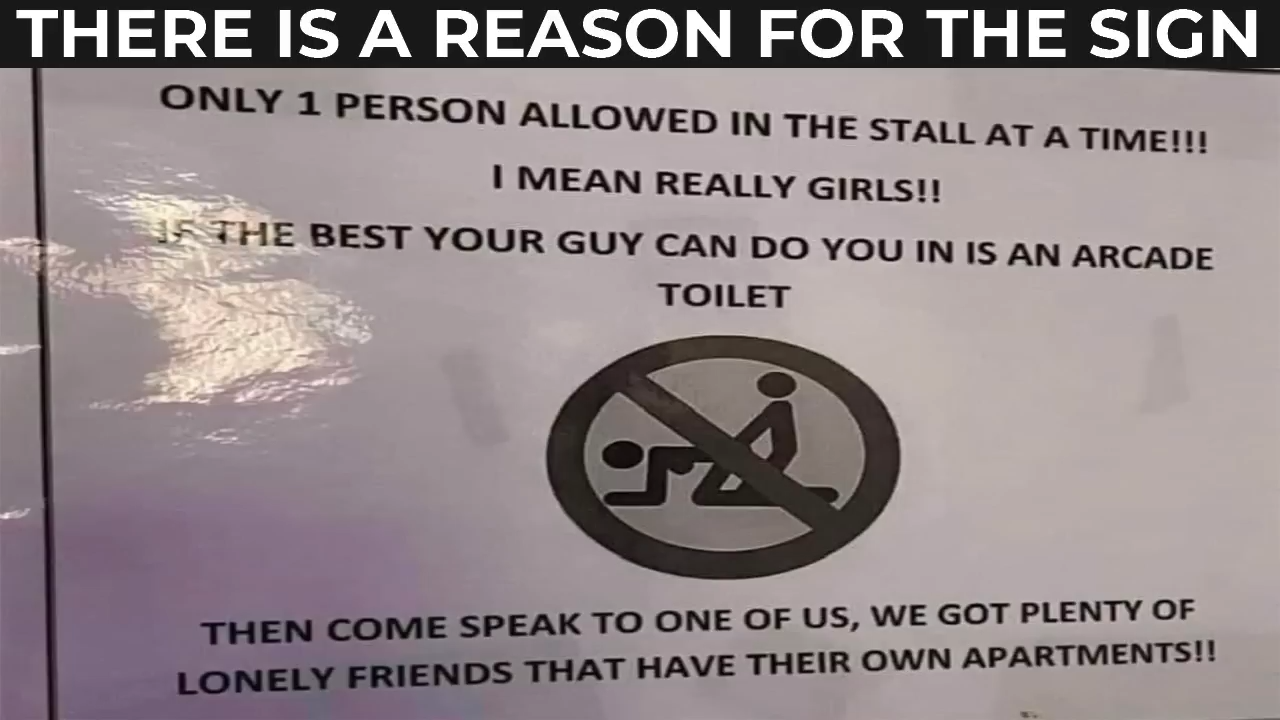 THERE IS A REASON FOR THE SIGN
ONLY 1 PERSON ALLOWED IN THE STALL AT A TIME!!!
I MEAN REALLY GIRLS!!
IF THE BEST YOUR GUY CAN DO YOU IN IS AN ARCADE
TOILET
THEN COME SPEAK TO ONE OF US, WE GOT PLENTY OF
LONELY FRIENDS THAT HAVE THEIR OWN APARTMENTS!!